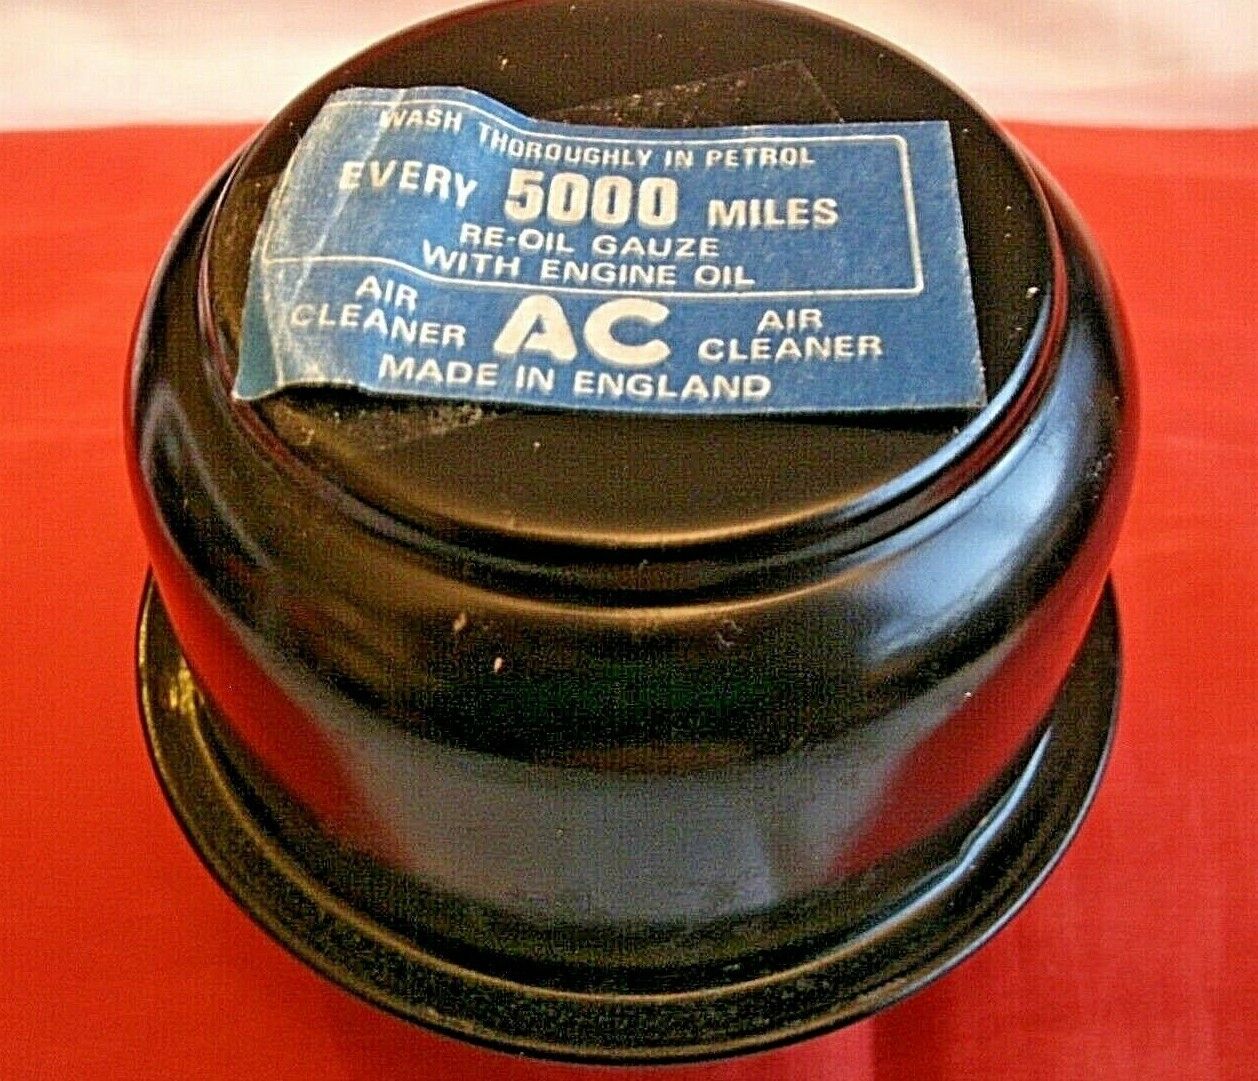 WASH THOROUGHLY IN PETROL
EVERY 5000 MILES
RE-OIL GAUZE
WITH ENGINE OIL
AIR CLEANER AC AIR CLEANER
MADE IN ENGLAND